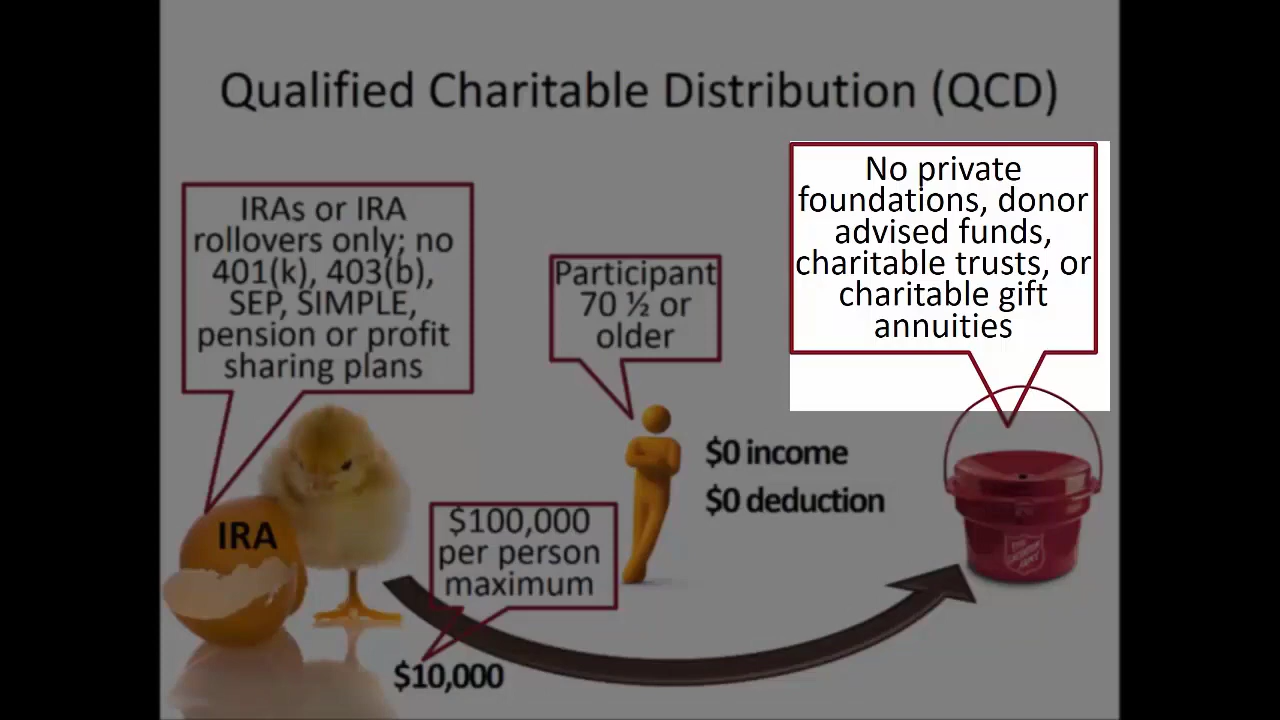 Qualified Charitable Distribution (QCD)
IRAs or IRA
rollovers only; no
401(k), 403(b),
SEP, SIMPLE,
pension or profit
sharing plans
Participant
70 ½ or
older
No private
foundations, donor
advised funds,
charitable trusts, or
charitable gift
annuities
$0 income
$0 deduction
IRA
$100,000
per person
maximum
$10,000